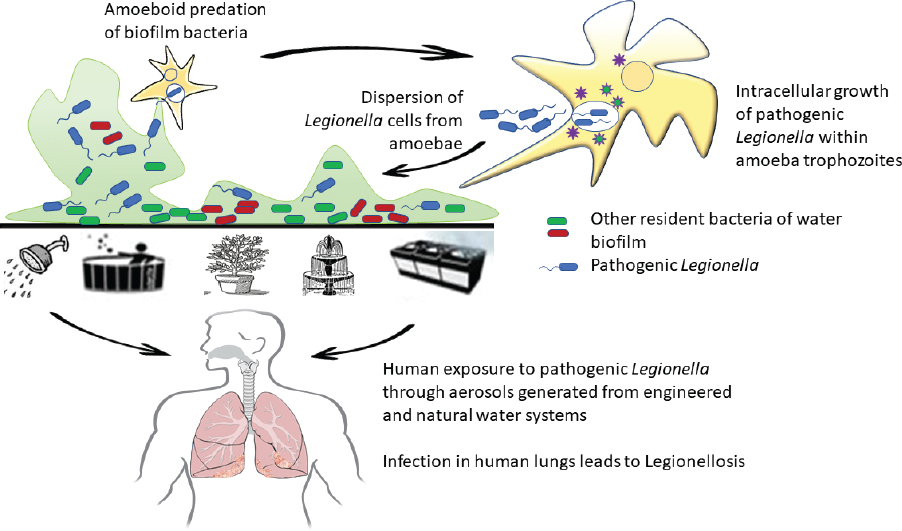 Amoeboid predation
of biofilm bacteria
Dispersion of
Legionella cells from
amoebae
Intracellular growth
of pathogenic
Legionella within
amoeba trophozoites
Other resident bacteria of water
biofilm
Pathogenic Legionella
Human exposure to pathogenic Legionella
through aerosols generated from engineered
and natural water systems
Infection in human lungs leads to Legionellosis